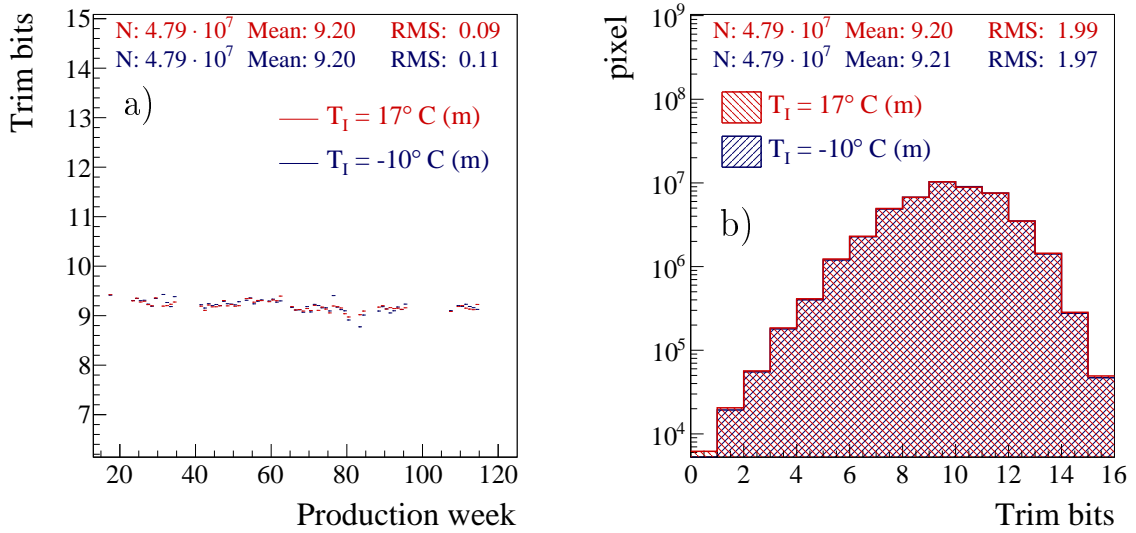 N: 4.79 · 10^7 Mean: 9.20 RMS: 0.09
N: 4.79 · 10^7 Mean: 9.20 RMS: 0.11
a)
T_I = 17° C (m)
T_I = -10° C (m)
Trim bits
15
14
13
12
11
10
9
8
7
20 40 60 80 100 120
Production week
N: 4.79 · 10^7 Mean: 9.20 RMS: 1.99
N: 4.79 · 10^7 Mean: 9.21 RMS: 1.97
T_I = 17° C (m)
T_I = -10° C (m)
b)
pixel
10^9
10^8
10^7
10^6
10^5
10^4
0 2 4 6 8 10 12 14 16
Trim bits